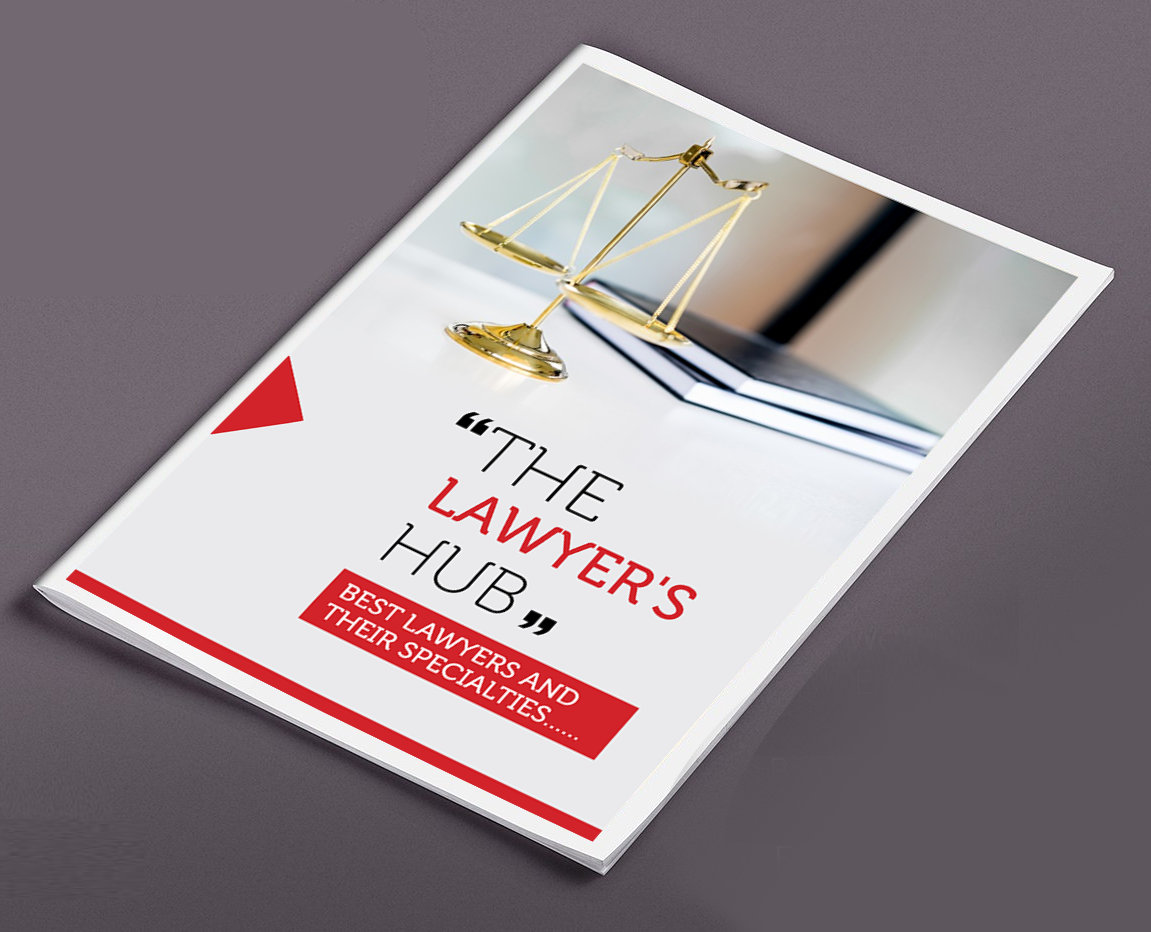 “THE
LAWYER'S
HUB”
BEST LAWYERS AND
THEIR SPECIALTIES......